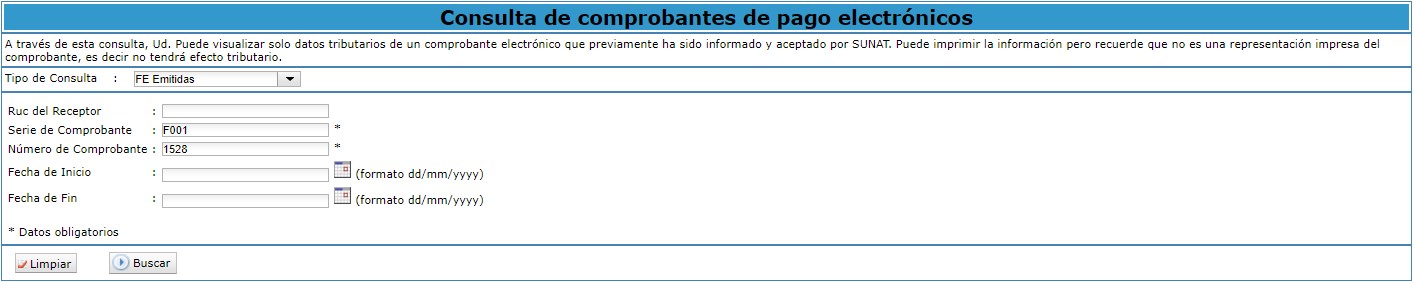 Consulta de comprobantes de pago electrónicos
A través de esta consulta, Ud. Puede visualizar solo datos tributarios de un comprobante electrónico que previamente ha sido informado y aceptado por SUNAT. Puede imprimir la información pero recuerde que no es una representación impresa del
comprobante, es decir no tendrá efecto tributario.
Tipo de Consulta : FE Emitidas
Ruc del Receptor :
Serie de Comprobante : F001 *
Número de Comprobante : 1528 *
Fecha de Inicio : (formato dd/mm/yyyy)
Fecha de Fin : (formato dd/mm/yyyy)
* Datos obligatorios
Limpiar Buscar